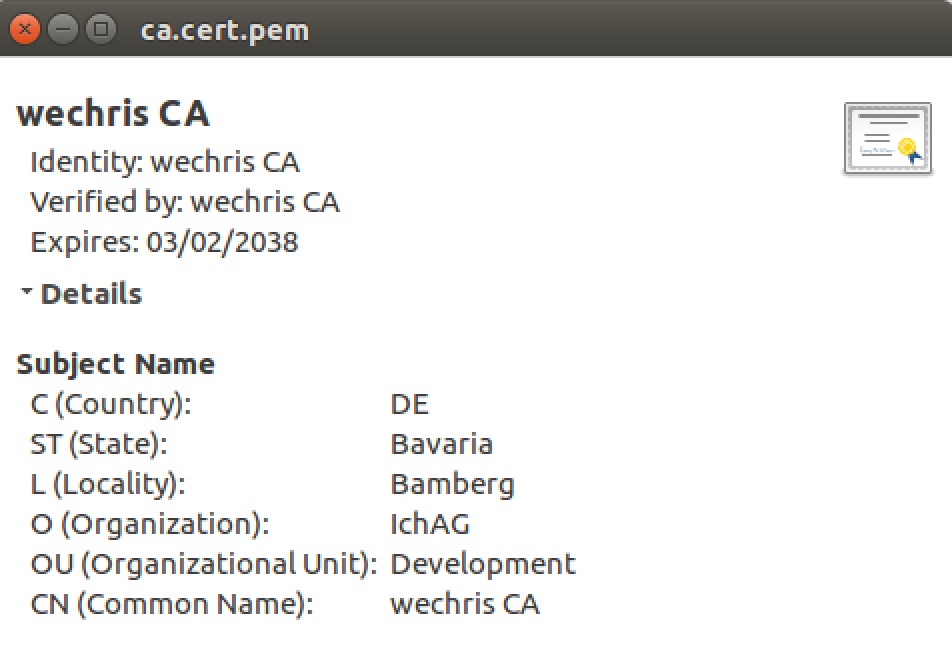 ca.cert.pem
wechris CA
Identity: wechris CA
Verified by: wechris CA
Expires: 03/02/2038
Details
Subject Name
C (Country): DE
ST (State): Bavaria
L (Locality): Bamberg
O (Organization): IchAG
OU (Organizational Unit): Development
CN (Common Name): wechris CA